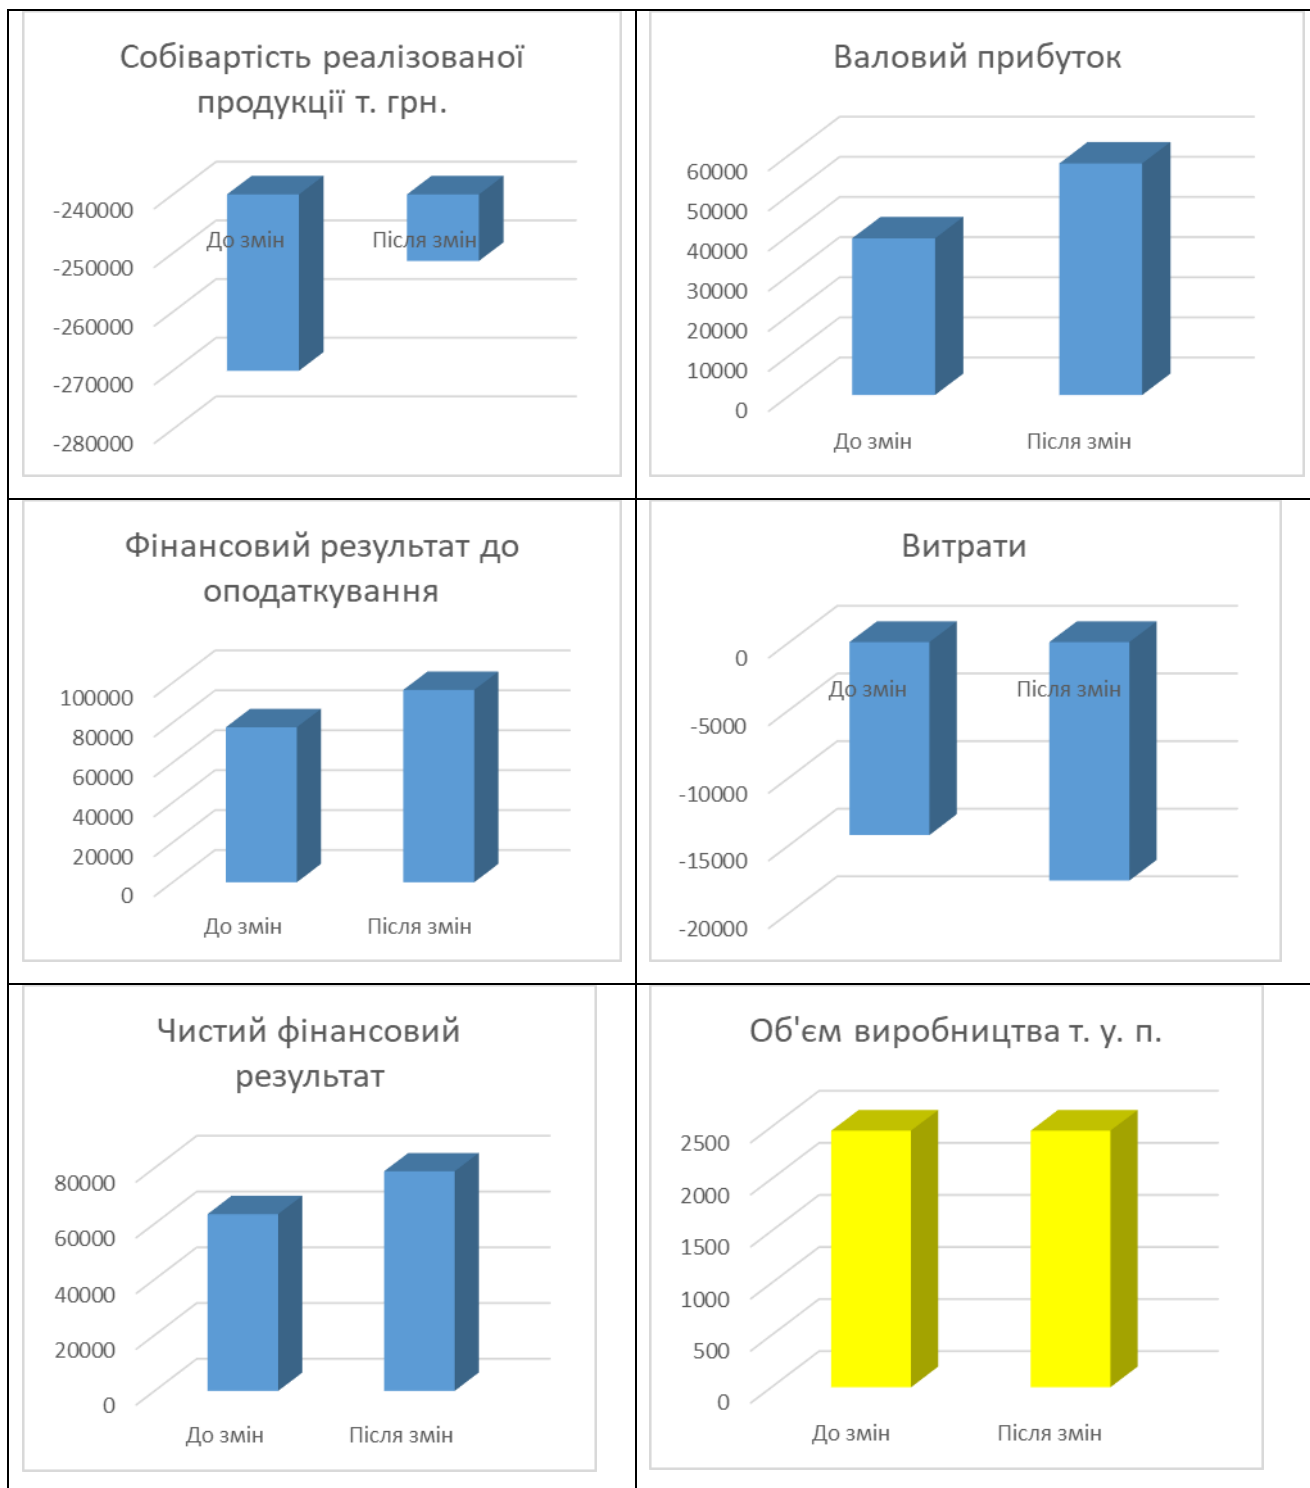 Собівартість реалізованої
продукції т. грн.
-240000
-250000
-260000
-270000
-280000
До змін
Після змін
Валовий прибуток
60000
50000
40000
30000
20000
10000
0
До змін
Після змін
Фінансовий результат до
оподаткування
100000
80000
60000
40000
20000
0
До змін
Після змін
Витрати
0
-5000
-10000
-15000
-20000
До змін
Після змін
Чистий фінансовий
результат
80000
60000
40000
20000
0
До змін
Після змін
Об'єм виробництва т. у. п.
2500
2000
1500
1000
500
0
До змін
Після змін